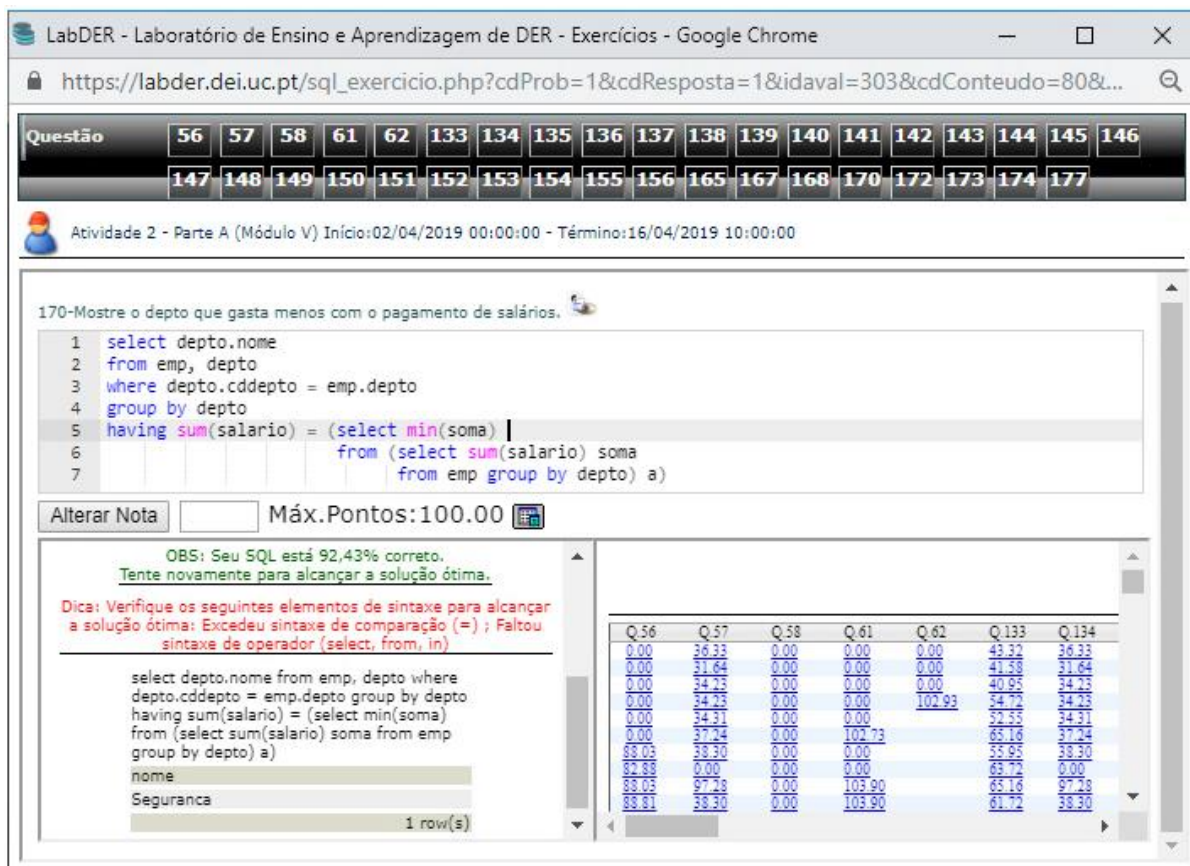 LabDER - Laboratório de Ensino e Aprendizagem de DER - Exercícios - Google Chrome
https://labder.dei.uc.pt/sql_exercicio.php?cdProb=1&cdResposta=1&idaval=303&cdConteudo=80&...
Questão 56 57 58 61 62 133 134 135 136 137 138 139 140 141 142 143 144 145 146
147 148 149 150 151 152 153 154 155 156 165 167 168 170 172 173 174 177
Atividade 2 - Parte A (Módulo V) Início:02/04/2019 00:00:00 - Término:16/04/2019 10:00:00
170-Mostre o depto que gasta menos com o pagamento de salários.
1 select depto.nome
2 from emp, depto
3 where depto.cddepto = emp.depto
4 group by depto
5 having sum(salario) = (select min(soma)
6 from (select sum(salario) soma
7 from emp group by depto) a)
Alterar Nota Máx.Pontos:100.00
OBS: Seu SQL está 92,43% correto.
Tente novamente para alcançar a solução ótima.
Dica: Verifique os seguintes elementos de sintaxe para alcançar
a solução ótima: Excedeu sintaxe de comparação (=) ; Faltou
sintaxe de operador (select, from, in)
select depto.nome from emp, depto where
depto.cddepto = emp.depto group by depto
having sum(salario) = (select min(soma)
from (select sum(salario) soma from emp
group by depto) a)
nome
Seguranca
1 row(s)
Q.56 Q.57 Q.58 Q.61 Q.62 Q.133 Q.134
0.00 36.33 0.00 0.00 0.00 43.32 36.33
0.00 31.64 0.00 0.00 0.00 41.58 31.64
0.00 34.23 0.00 0.00 0.00 40.95 34.23
0.00 34.23 0.00 0.00 102.93 54.72 34.23
0.00 34.31 0.00 0.00 52.55 34.31
0.00 37.24 0.00 102.73 65.16 37.24
88.03 38.30 0.00 0.00 55.95 38.30
82.88 0.00 0.00 0.00 63.72 0.00
88.03 97.28 0.00 103.90 65.16 97.28
88.81 38.30 0.00 103.90 61.72 38.30